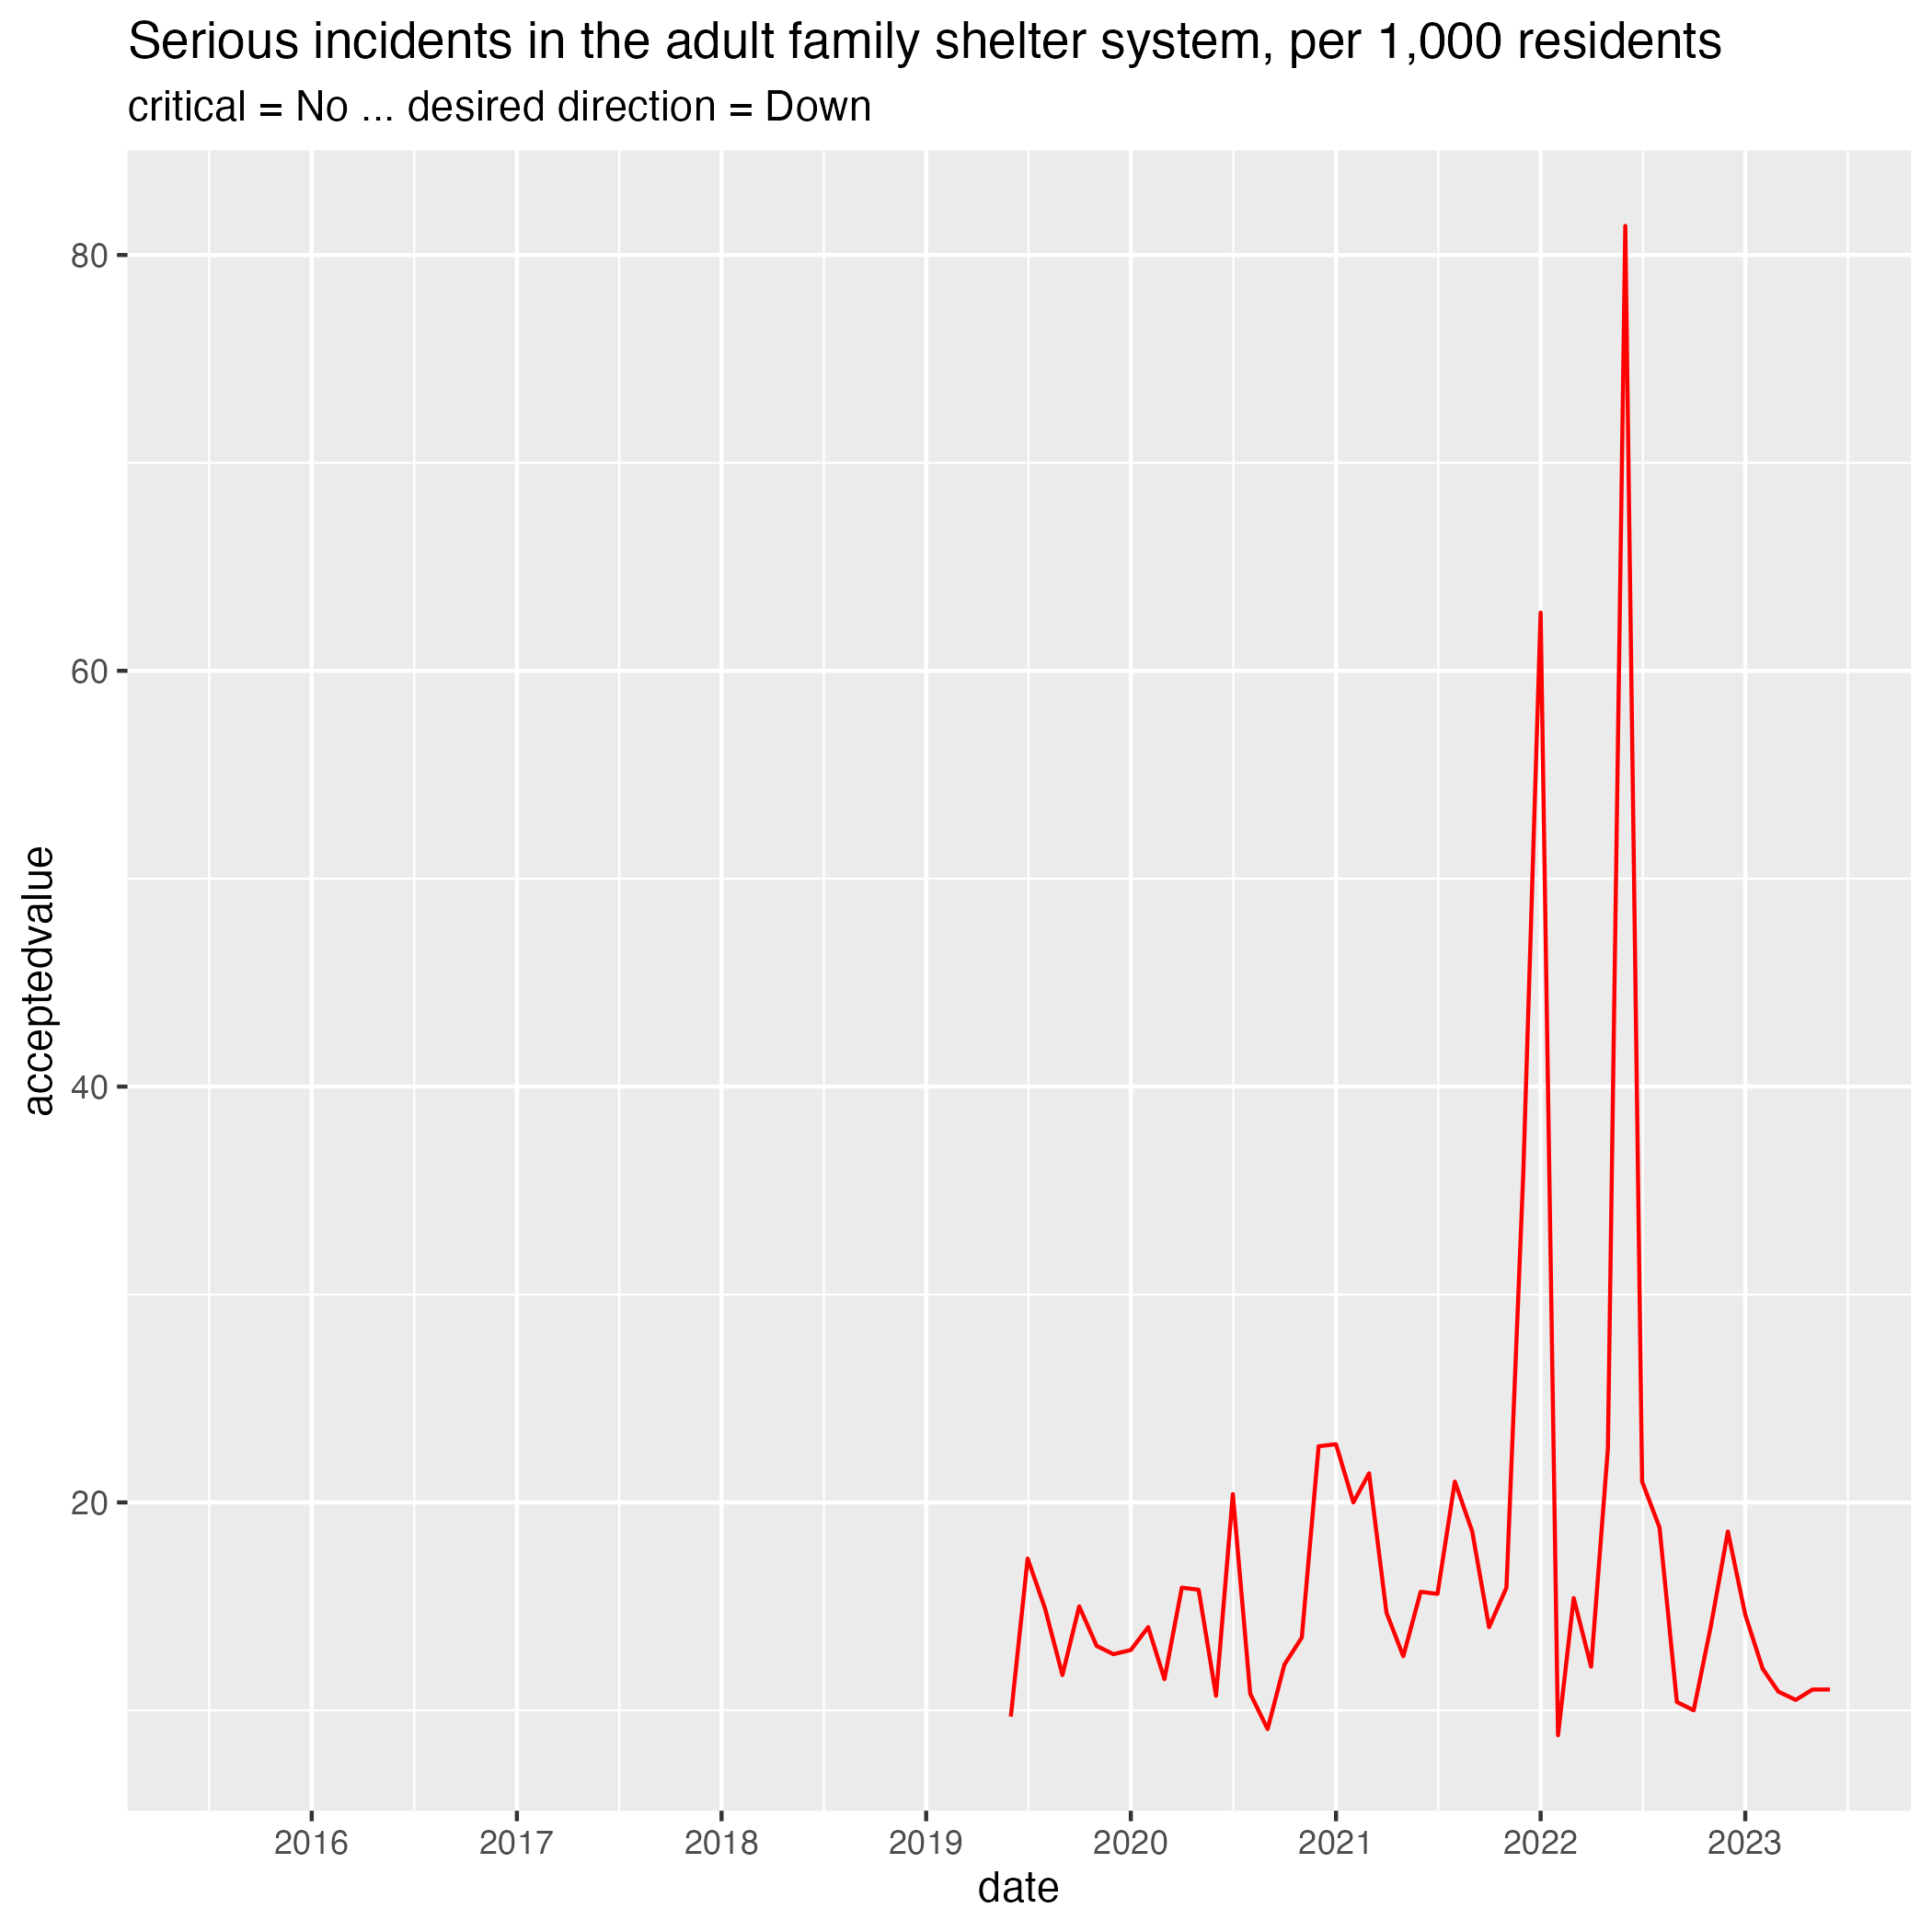 Serious incidents in the adult family shelter system, per 1,000 residents
critical = No ... desired direction = Down
acceptedvalue
80
60
40
20
2016 2017 2018 2019 2020 2021 2022 2023
date